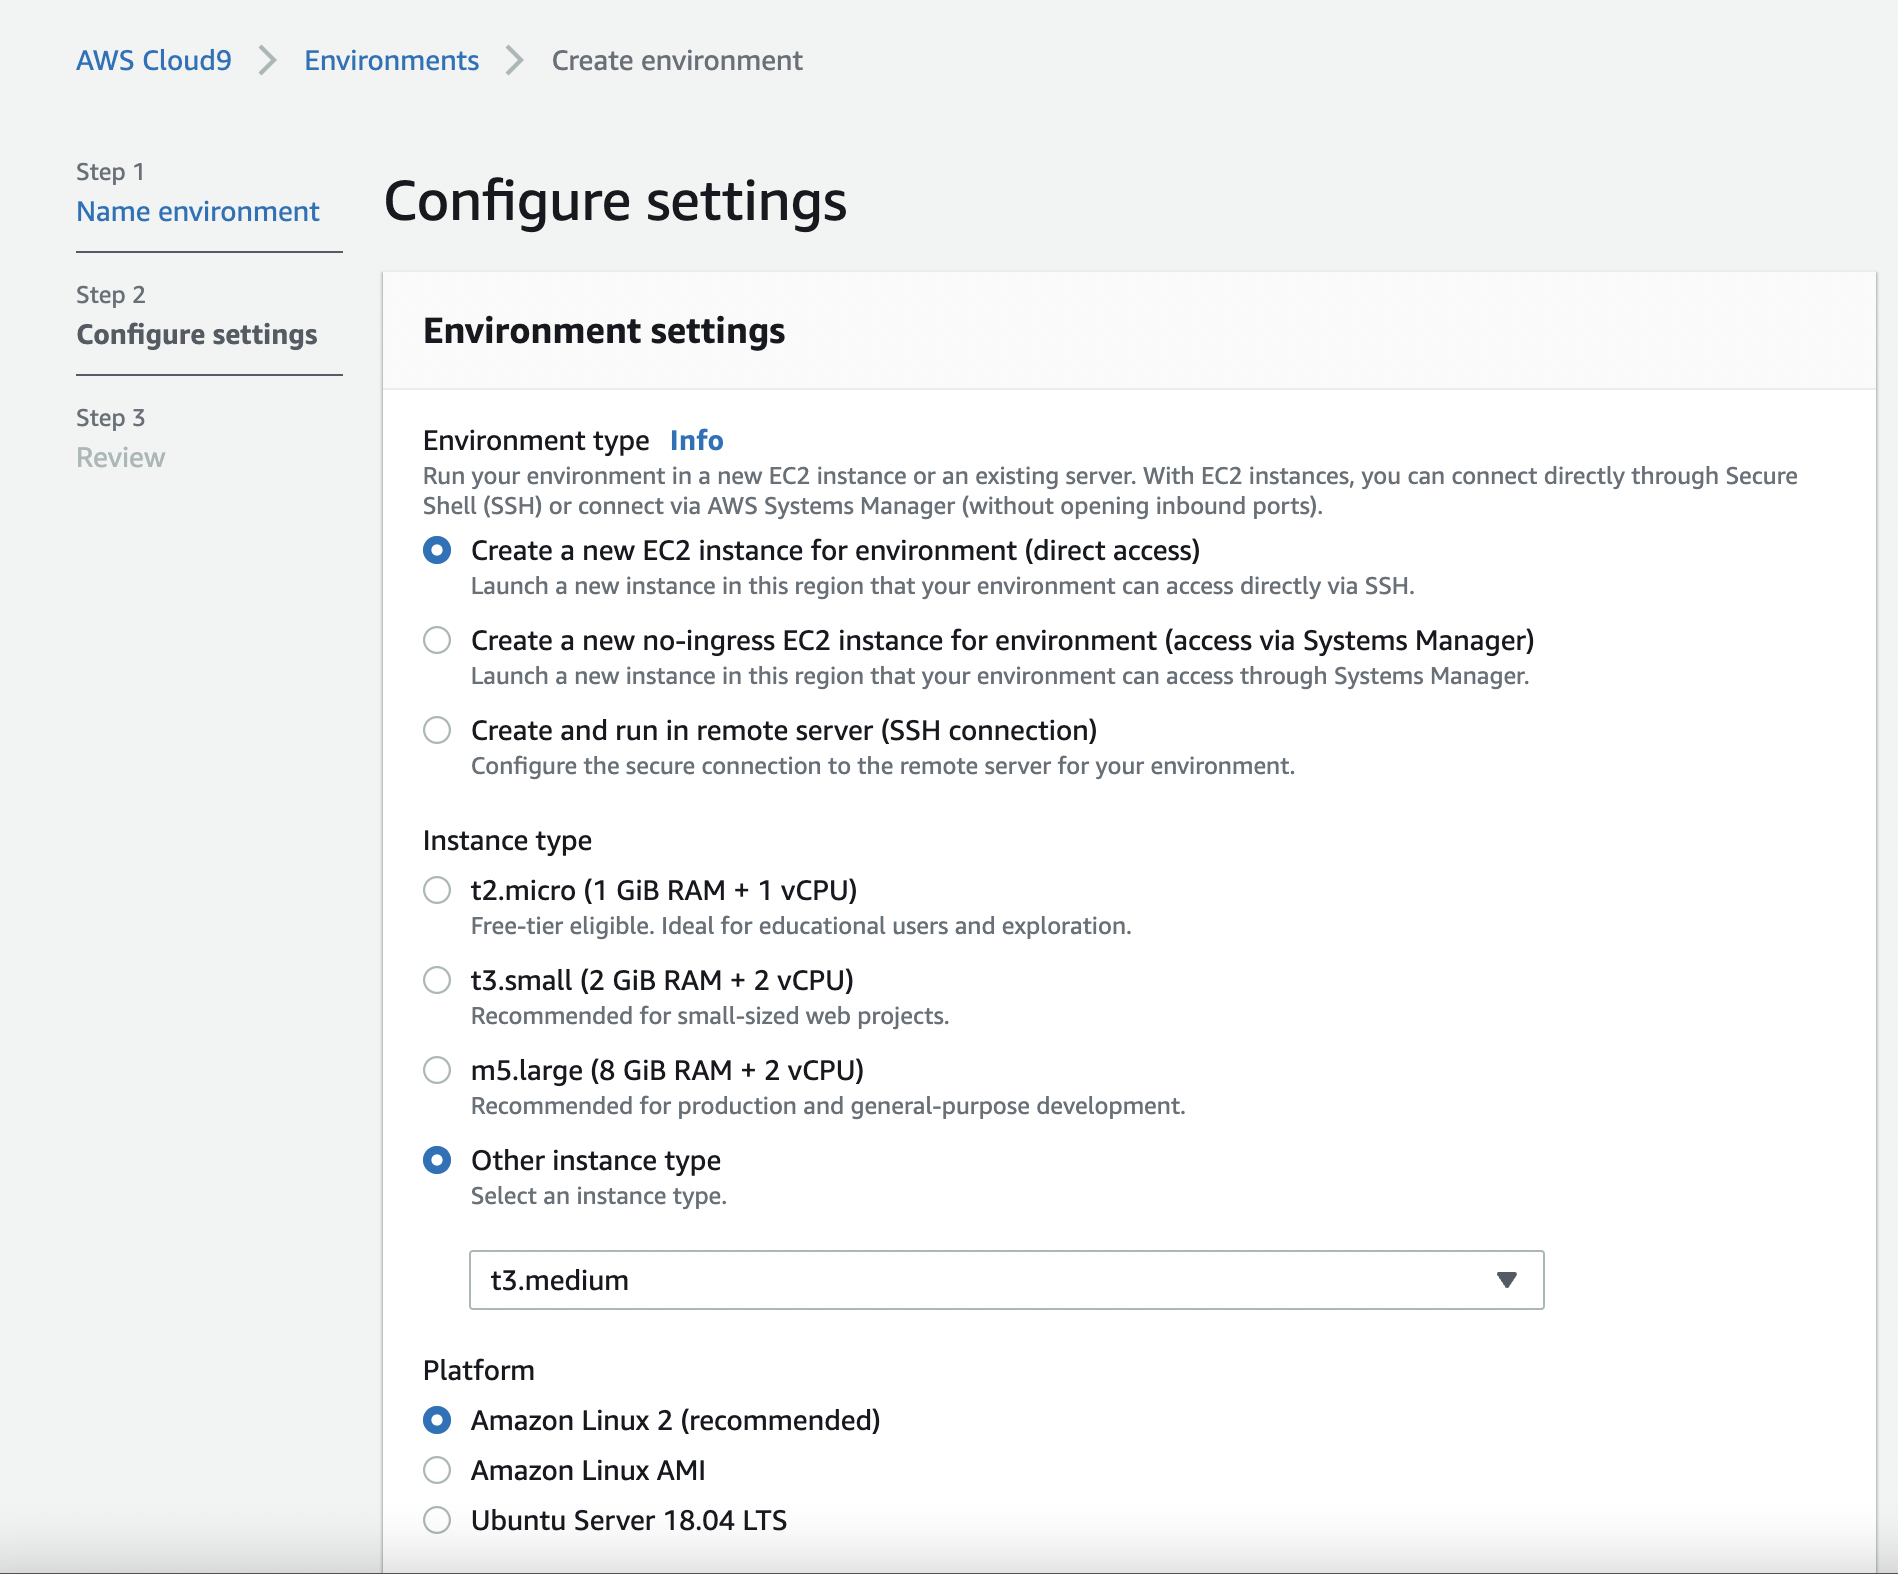 AWS Cloud9 Environments Create environment
Step 1
Name environment
Step 2
Configure settings
Step 3
Review
Configure settings
Environment settings
Environment type Info
Run your environment in a new EC2 instance or an existing server. With EC2 instances, you can connect directly through Secure
Shell (SSH) or connect via AWS Systems Manager (without opening inbound ports).
Create a new EC2 instance for environment (direct access)
Launch a new instance in this region that your environment can access directly via SSH.
Create a new no-ingress EC2 instance for environment (access via Systems Manager)
Launch a new instance in this region that your environment can access through Systems Manager.
Create and run in remote server (SSH connection)
Configure the secure connection to the remote server for your environment.
Instance type
t2.micro (1 GiB RAM + 1 vCPU)
Free-tier eligible. Ideal for educational users and exploration.
t3.small (2 GiB RAM + 2 vCPU)
Recommended for small-sized web projects.
m5.large (8 GiB RAM + 2 vCPU)
Recommended for production and general-purpose development.
Other instance type
Select an instance type.
t3.medium
Platform
Amazon Linux 2 (recommended)
Amazon Linux AMI
Ubuntu Server 18.04 LTS